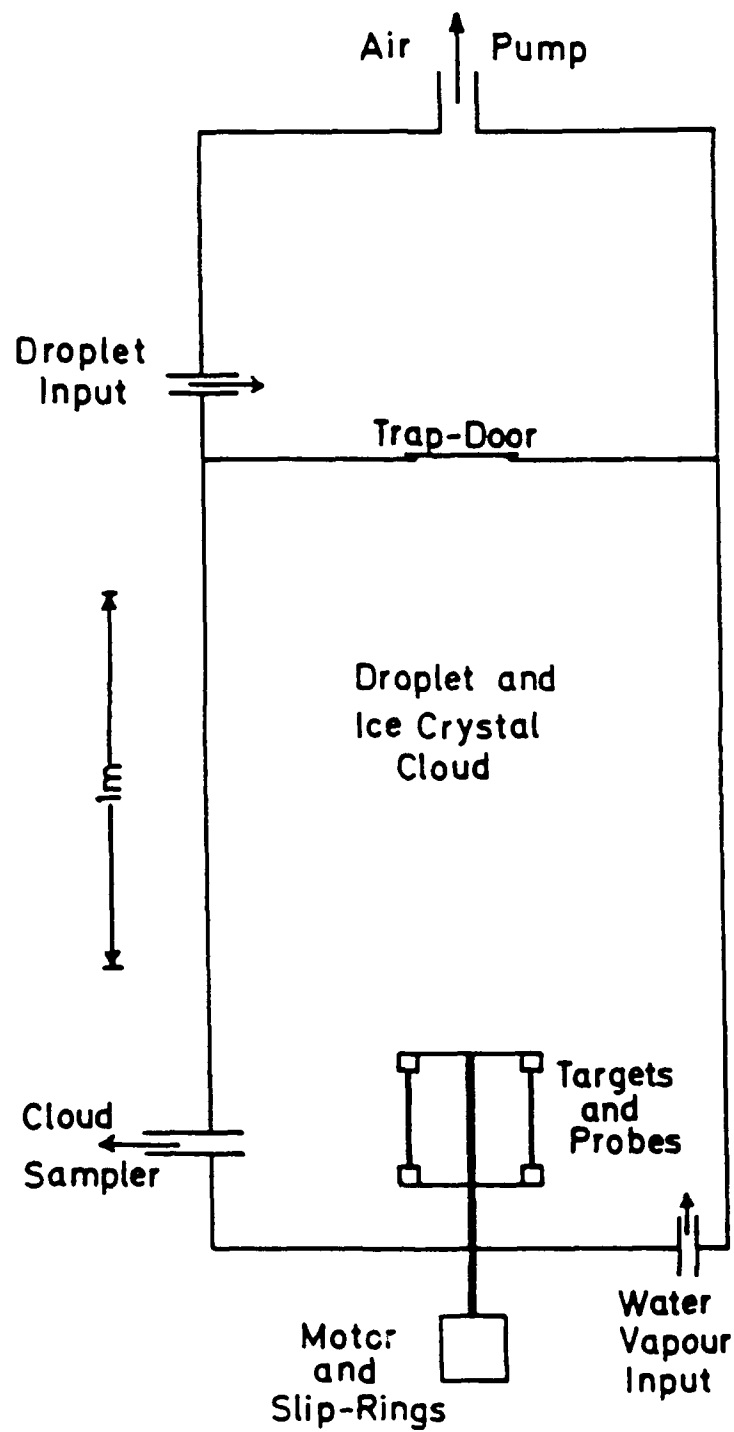 Air Pump
Droplet
Input
Trap-Door
1m
Droplet and
Ice Crystal
Cloud
Targets
and
Probes
Cloud
Sampler
Water
Vapour
Input
Motor
and
Slip-Rings